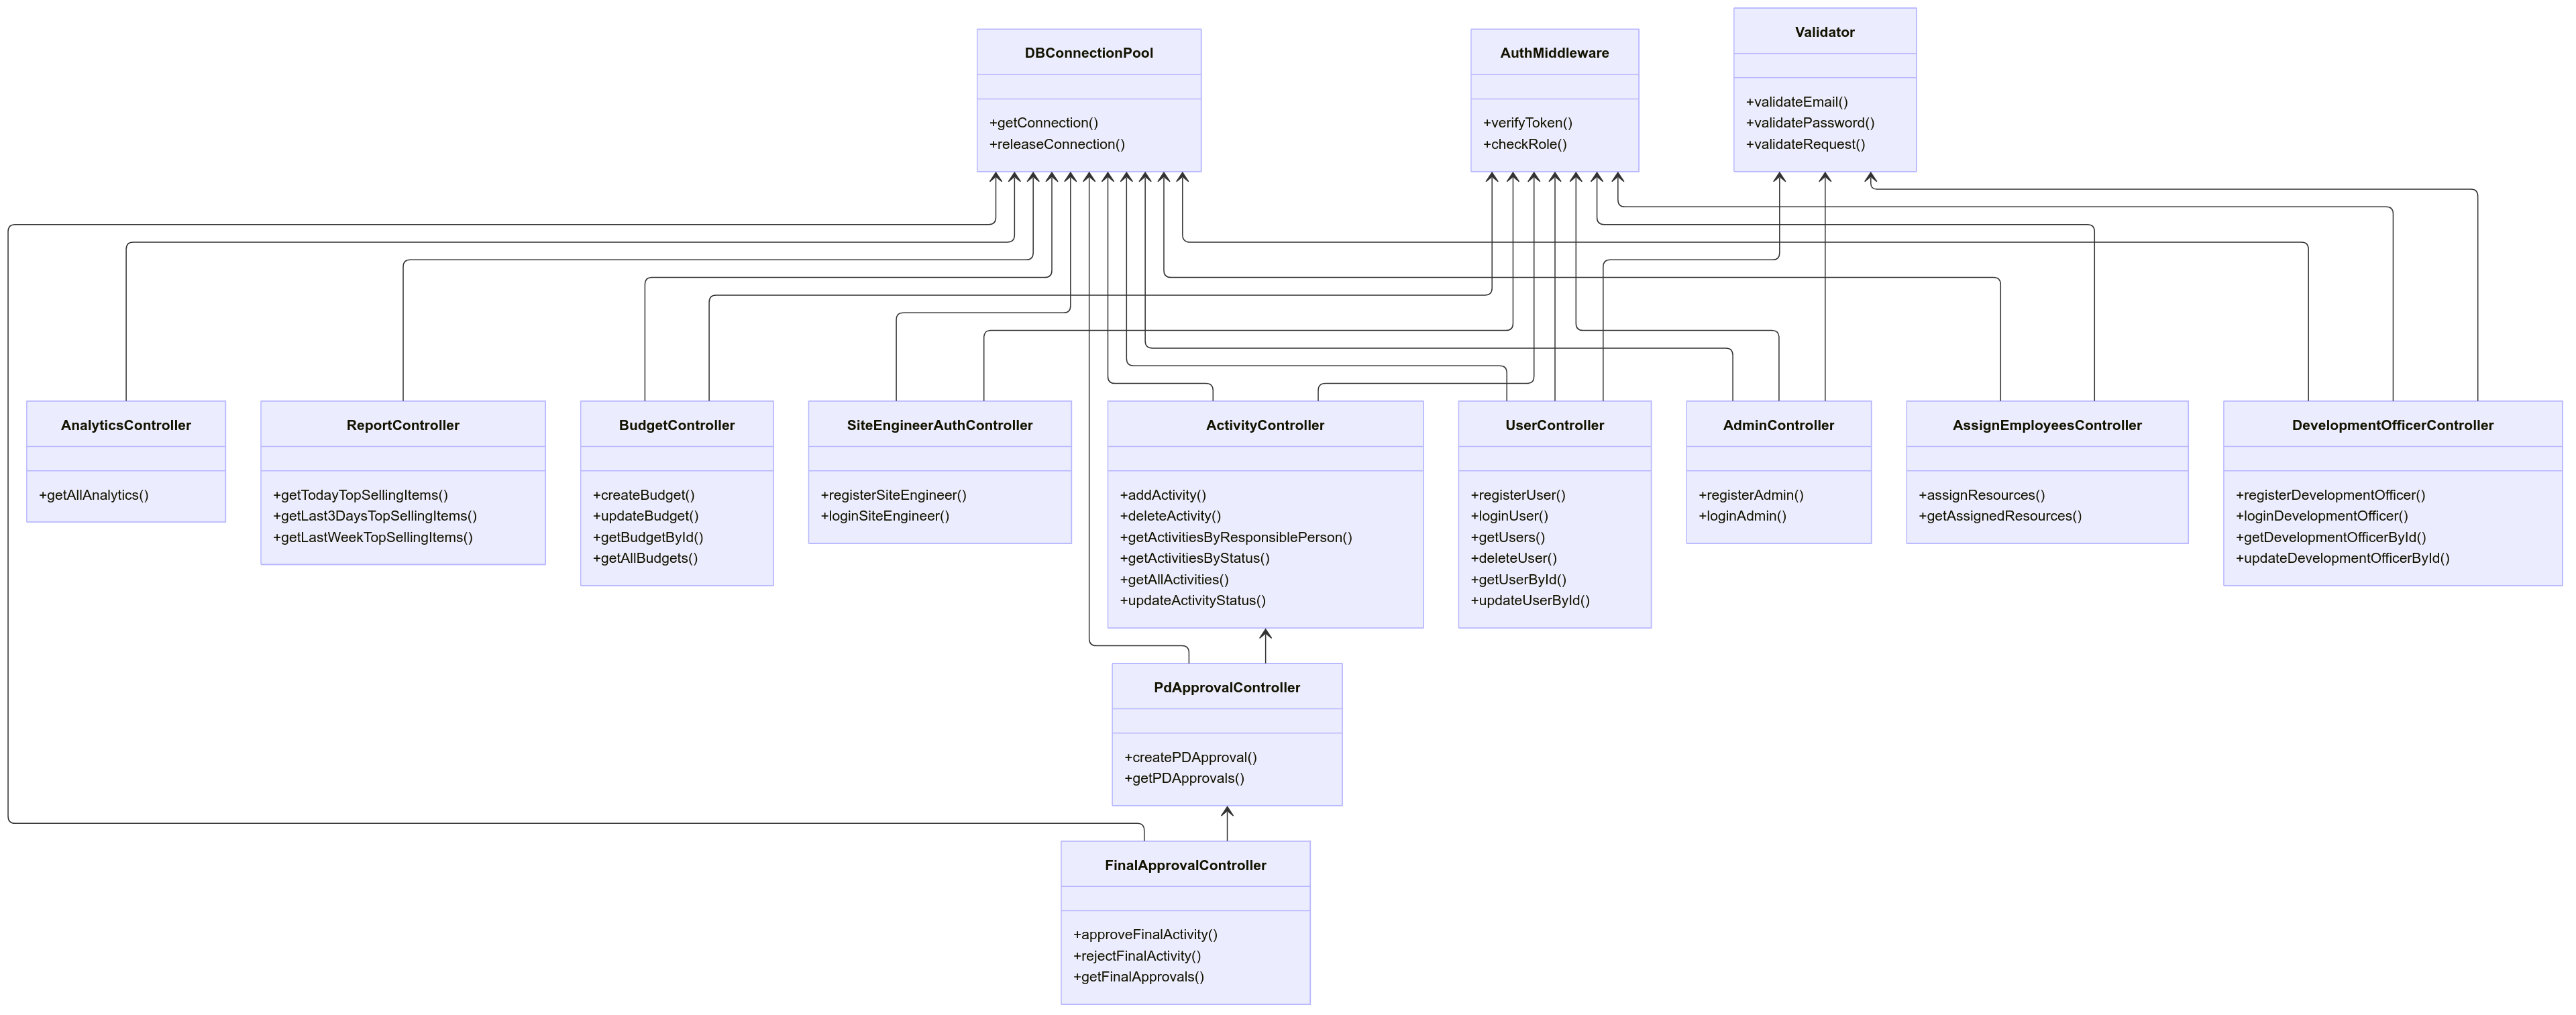 DBConnectionPool
+getConnection()
+releaseConnection()
AuthMiddleware
+verifyToken()
+checkRole()
Validator
+validateEmail()
+validatePassword()
+validateRequest()
AnalyticsController
+getAllAnalytics()
ReportController
+getTodayTopSellingItems()
+getLast3DaysTopSellingItems()
+getLastWeekTopSellingItems()
BudgetController
+createBudget()
+updateBudget()
+getBudgetById()
+getAllBudgets()
SiteEngineerAuthController
+registerSiteEngineer()
+loginSiteEngineer()
ActivityController
+addActivity()
+deleteActivity()
+getActivitiesByResponsiblePerson()
+getActivitiesByStatus()
+getAllActivities()
+updateActivityStatus()
UserController
+registerUser()
+loginUser()
+getUsers()
+deleteUser()
+getUserById()
+updateUserById()
AdminController
+registerAdmin()
+loginAdmin()
AssignEmployeesController
+assignResources()
+getAssignedResources()
DevelopmentOfficerController
+registerDevelopmentOfficer()
+loginDevelopmentOfficer()
+getDevelopmentOfficerById()
+updateDevelopmentOfficerById()
PdApprovalController
+createPDApproval()
+getPDApprovals()
FinalApprovalController
+approveFinalActivity()
+rejectFinalActivity()
+getFinalApprovals()